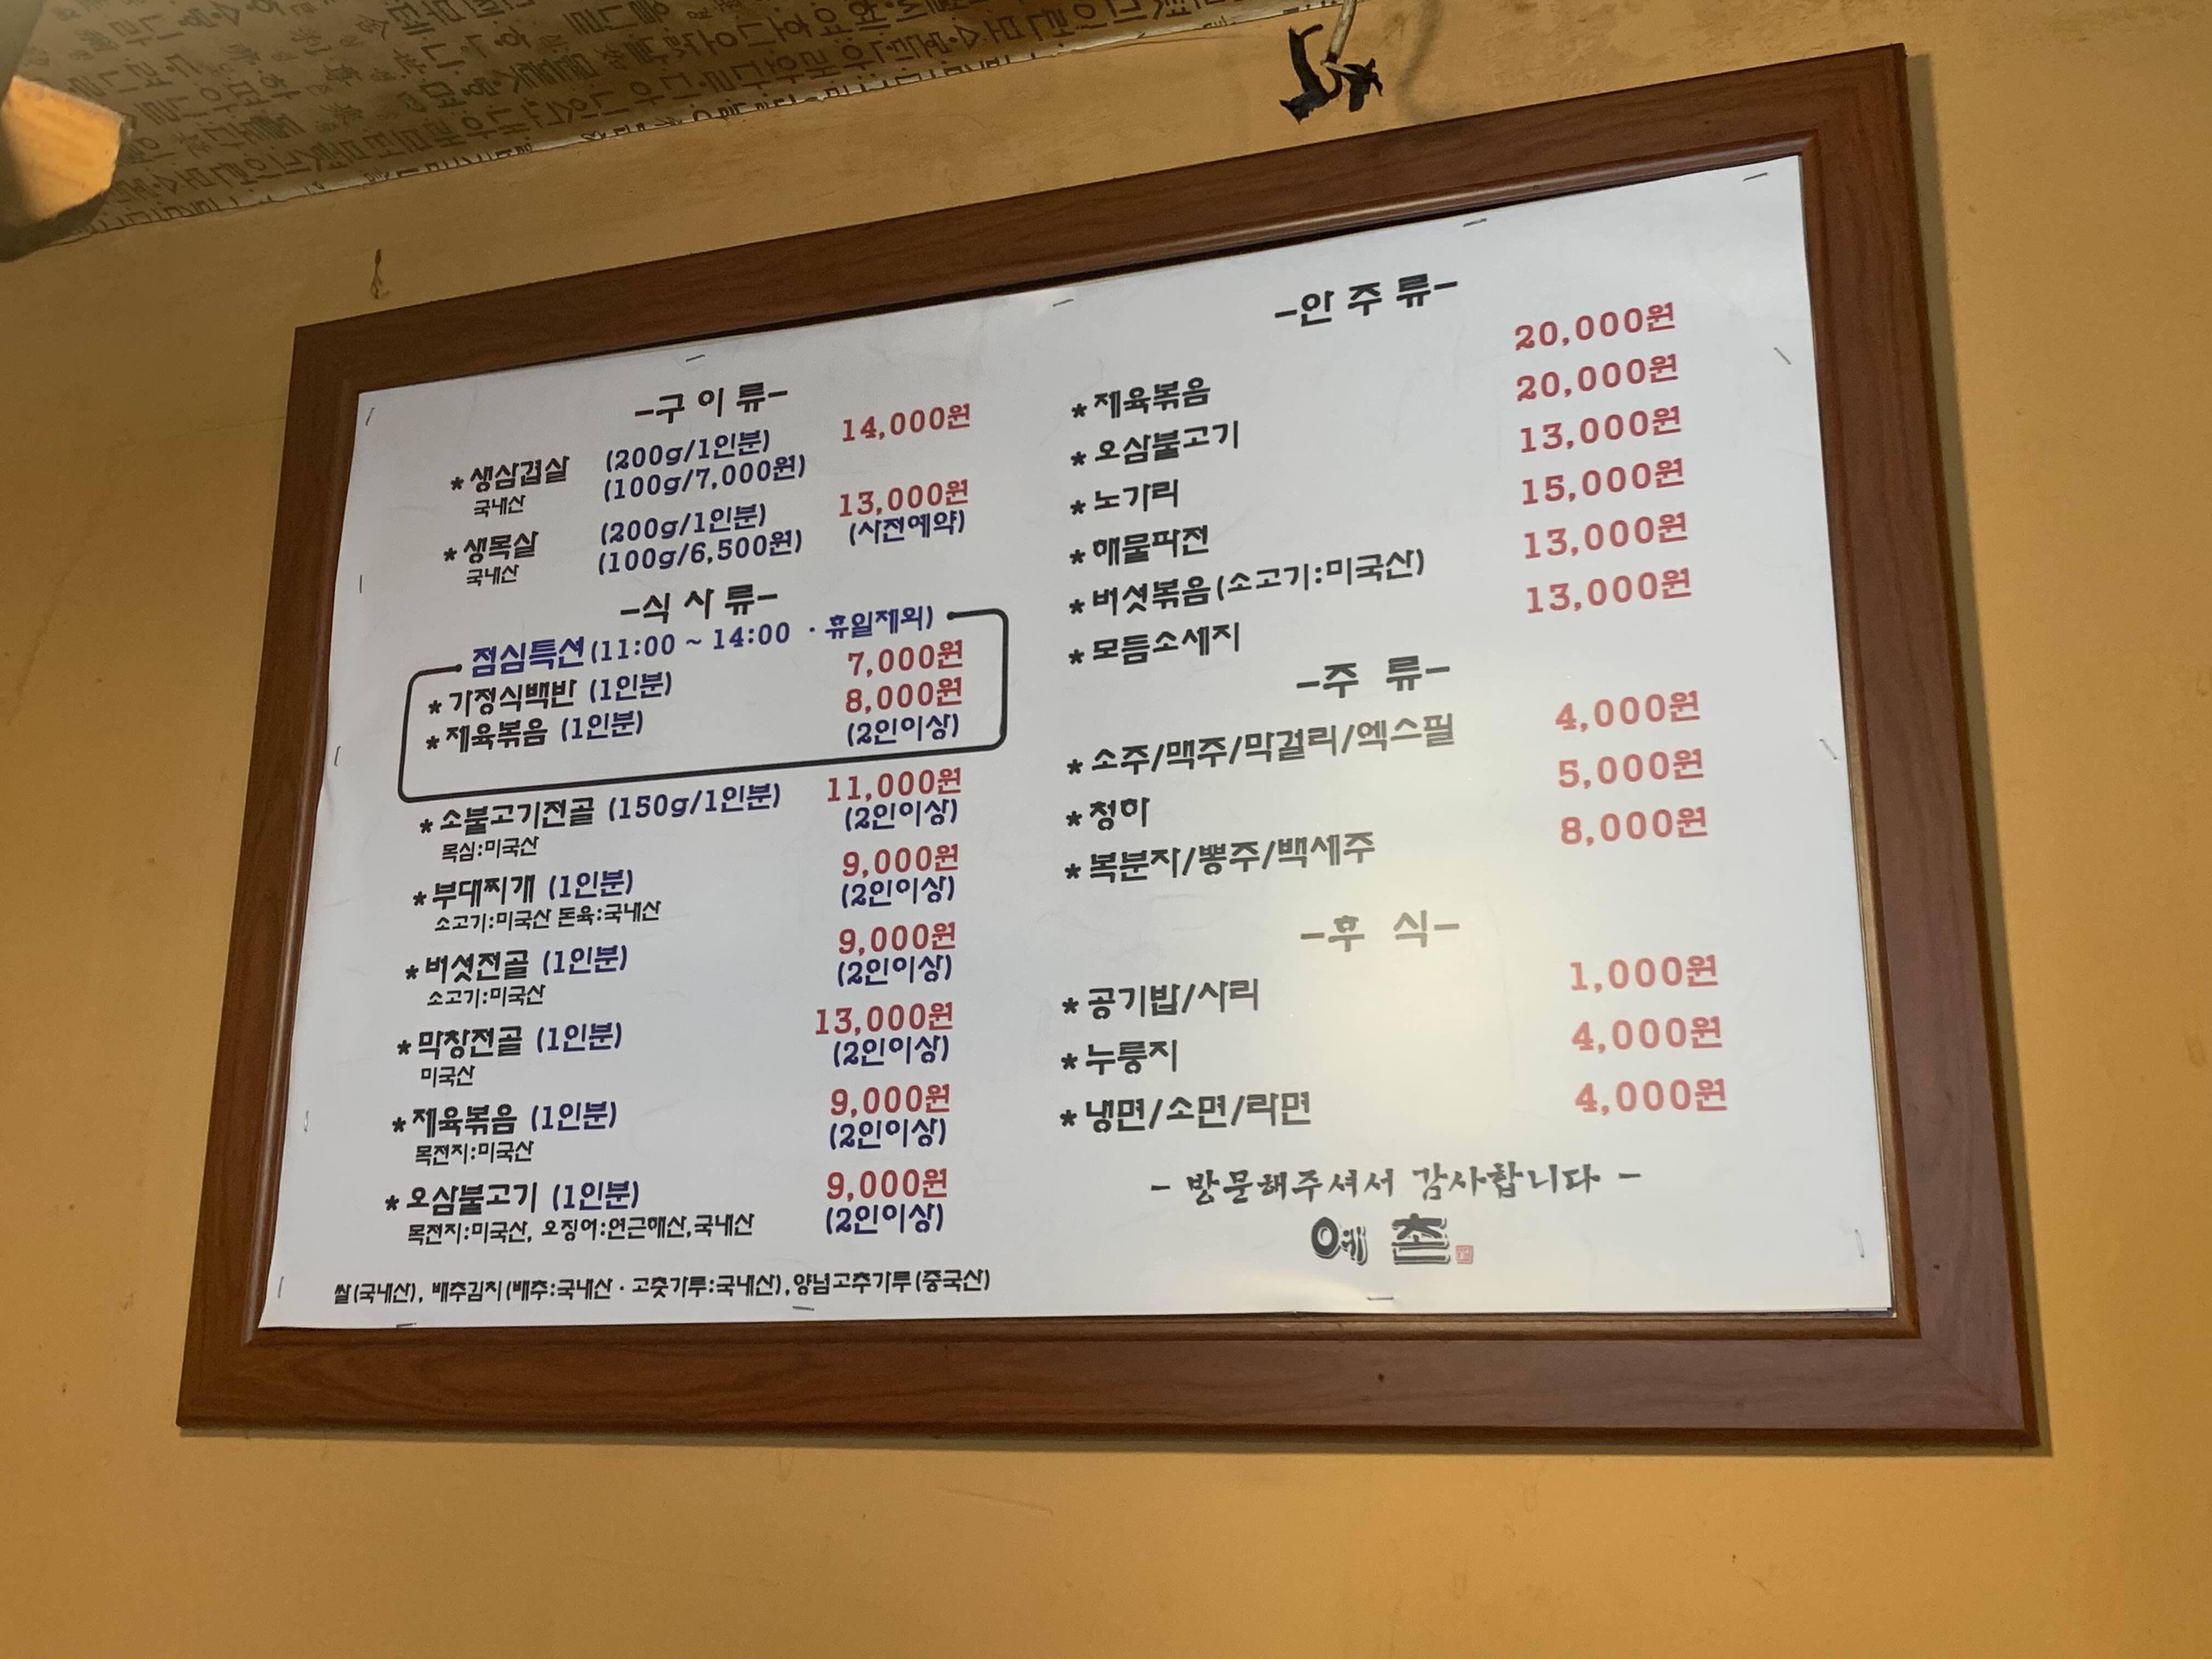 -구이류-
*생삼겹살 (200g/1인분) 14,000원
국내산 (100g/7,000원)
*생목살 (200g/1인분) 13,000원
국내산 (100g/6,500원) (사전예약)
-식사류-
점심특선(11:00 ~ 14:00 · 휴일제외)
*가정식백반 (1인분) 7,000원
*제육볶음 (1인분) 8,000원
(2인이상)
*소불고기전골 (150g/1인분) 11,000원
목심:미국산 (2인이상)
*부대찌개 (1인분) 9,000원
소고기:미국산 돈육:국내산 (2인이상)
*버섯전골 (1인분) 9,000원
소고기:미국산 (2인이상)
*막창전골 (1인분) 13,000원
미국산 (2인이상)
*제육볶음 (1인분) 9,000원
목전지:미국산 (2인이상)
*오삼불고기 (1인분) 9,000원
목전지:미국산, 오징어:연근해산,국내산 (2인이상)
쌀(국내산), 배추김치(배추:국내산 · 고춧가루:국내산),양념고추가루(중국산)
-안주류-
*제육볶음 20,000원
*오삼불고기 20,000원
*노가리 13,000원
*해물파전 15,000원
*버섯볶음(소고기:미국산) 13,000원
*모듬소세지 13,000원
-주 류-
*소주/맥주/막걸리/엑스필 4,000원
*청하 5,000원
*복분자/뽕주/백세주 8,000원
-후 식-
*공기밥/사리 1,000원
*누룽지 4,000원
*냉면/소면/라면 4,000원
- 방문해주셔서 감사합니다 -
예촌